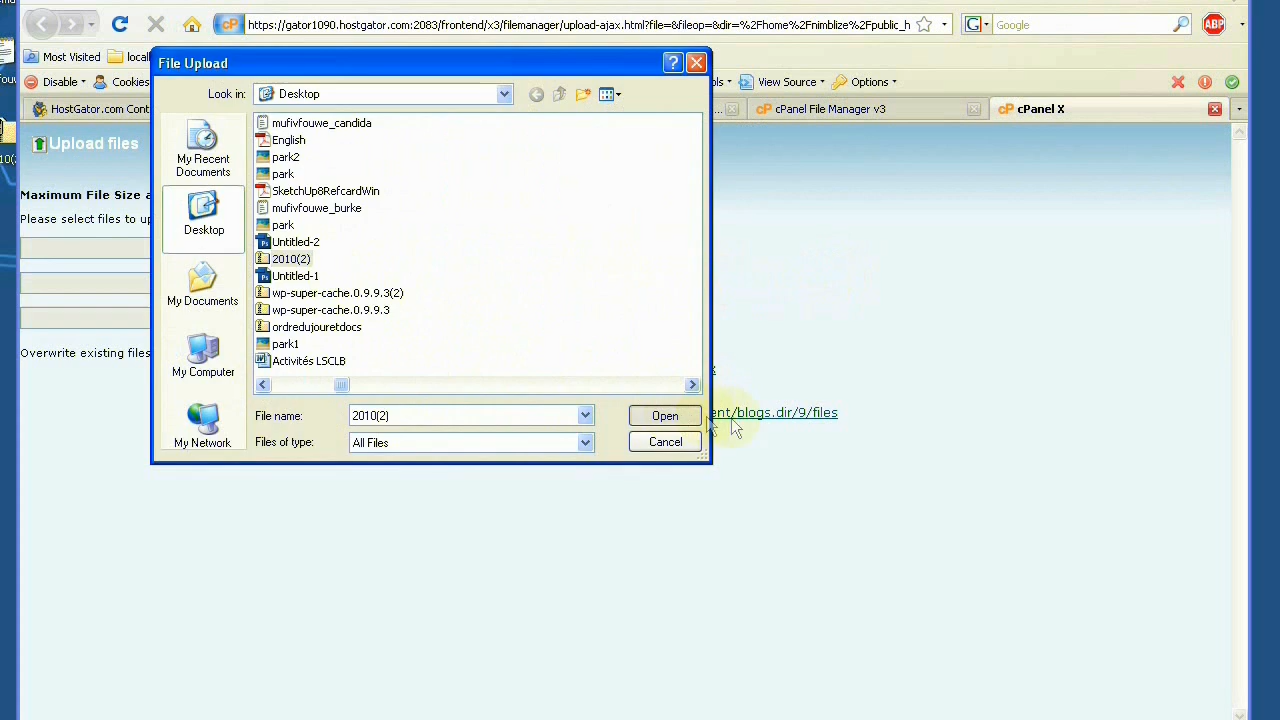 https://gator1090.hostgator.com:2083/frontend/x3/filemanager/upload-ajax.html?file=&fileop=&dir=%2Fhome%2Fenblize%2Fpublic_h
Google
ABP
Most Visited
Disable
Cookies
View Source
Options
HostGator.com Cont
cPanel File Manager v3
cPanel X
Upload files
Maximum File Size a
Please select files to up
Overwrite existing files
ent/blogs.dir/9/files
File Upload
Look in:
Desktop
My Recent
Documents
Desktop
My Documents
My Computer
My Network
mufivfouwe_candida
English
park2
park
SketchUp8RefcardWin
mufivfouwe_burke
park
Untitled-2
2010(2)
Untitled-1
wp-super-cache.0.9.9.3(2)
wp-super-cache.0.9.9.3
ordredujouretdocs
park1
Activités LSCLB
File name:
2010(2)
Open
Files of type:
All Files
Cancel